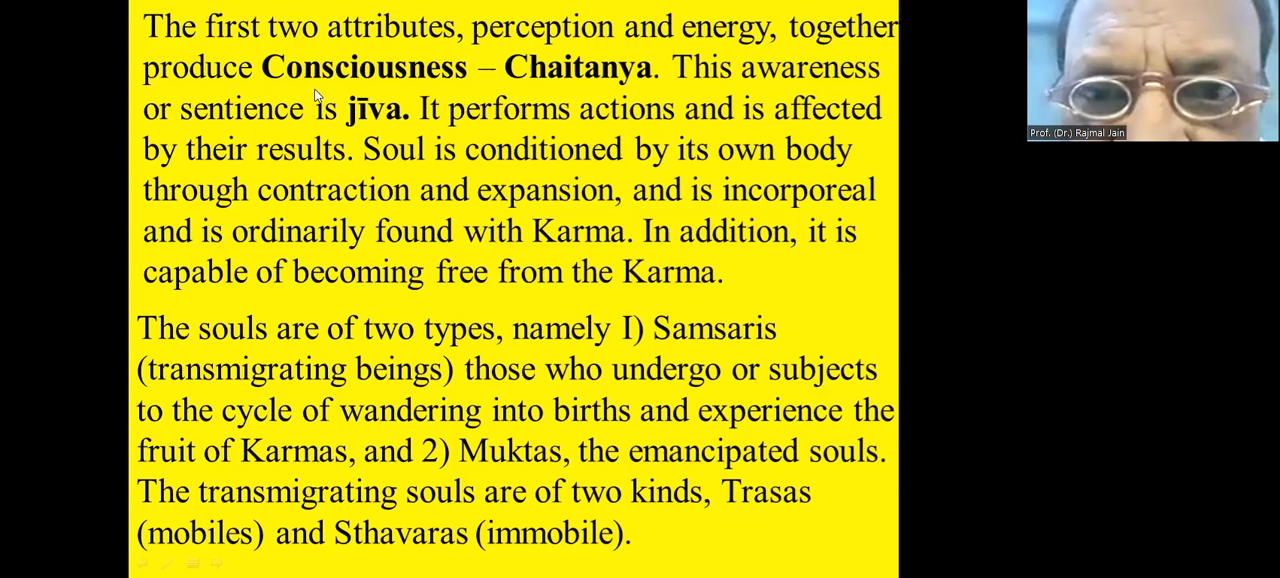 The first two attributes, perception and energy, together
produce Consciousness – Chaitanya. This awareness
or sentience is jīva. It performs actions and is affected
by their results. Soul is conditioned by its own body
through contraction and expansion, and is incorporeal
and is ordinarily found with Karma. In addition, it is
capable of becoming free from the Karma.
The souls are of two types, namely I) Samsaris
(transmigrating beings) those who undergo or subjects
to the cycle of wandering into births and experience the
fruit of Karmas, and 2) Muktas, the emancipated souls.
The transmigrating souls are of two kinds, Trasas
(mobiles) and Sthavaras (immobile).
Prof. (Dr.) Rajmal Jain